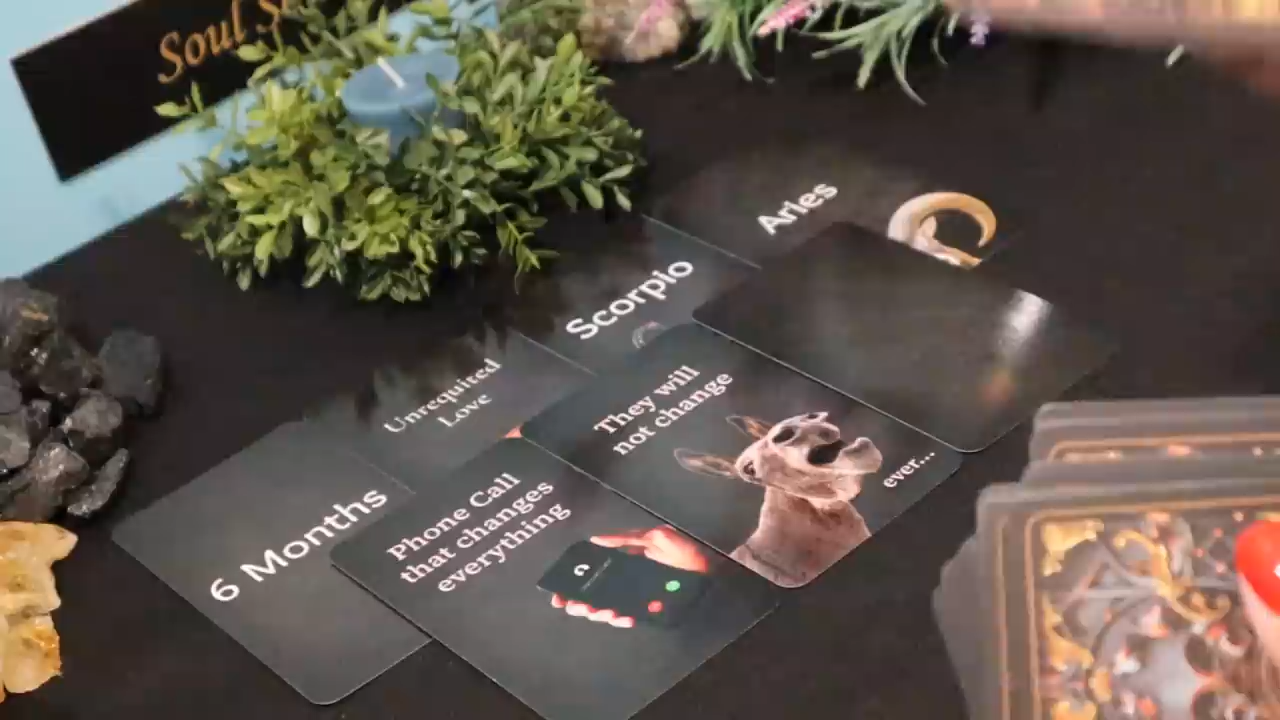 Soul
Aries
Scorpio
Unrequited
Love
They will
not change
ever...
Phone Call
that changes
everything
6 Months